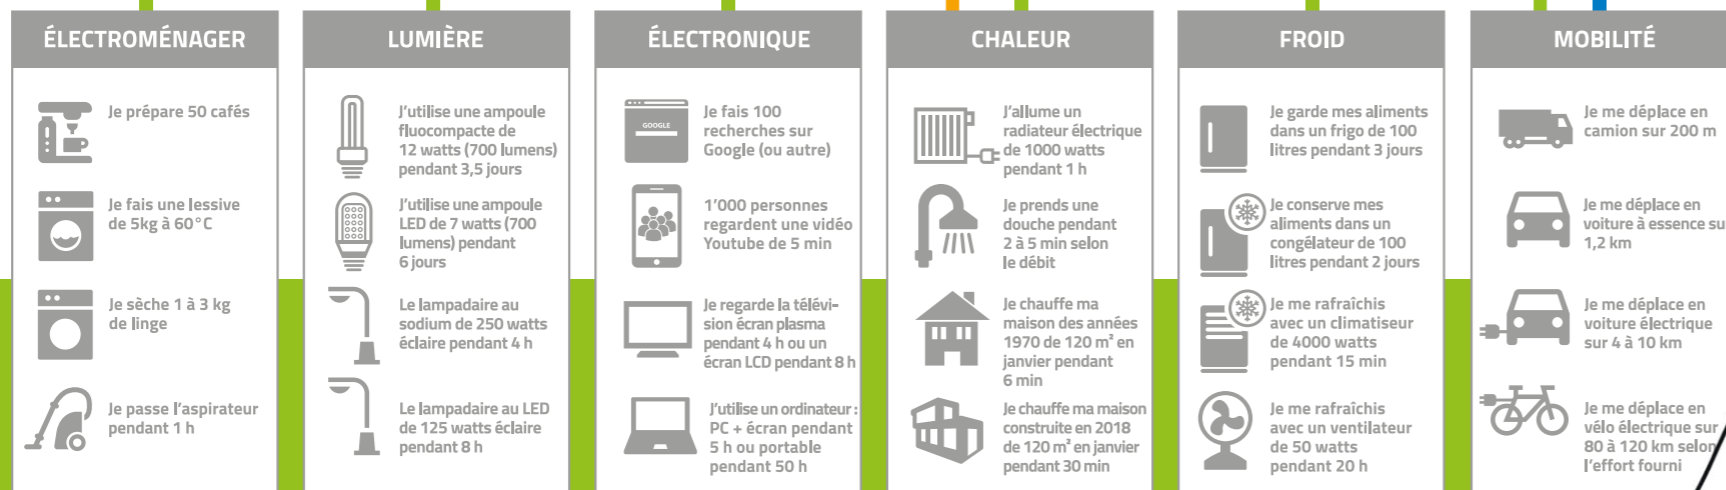 ÉLECTROMÉNAGER
Je prépare 50 cafés
Je fais une lessive
de 5kg à 60°C
Je sèche 1 à 3 kg
de linge
Je passe l'aspirateur
pendant 1 h
LUMIÈRE
J'utilise une ampoule
fluocompacte de
12 watts (700 lumens)
pendant 3,5 jours
J'utilise une ampoule
LED de 7 watts (700
lumens) pendant
6 jours
Le lampadaire au
sodium de 250 watts
éclaire pendant 4 h
Le lampadaire au LED
de 125 watts éclaire
pendant 8 h
ÉLECTRONIQUE
GOOGLE
Je fais 100
recherches sur
Google (ou autre)
1'000 personnes
regardent une vidéo
Youtube de 5 min
Je regarde la télévi-
sion écran plasma
pendant 4 h ou un
écran LCD pendant 8 h
J'utilise un ordinateur :
PC + écran pendant
5 h ou portable
pendant 50 h
CHALEUR
J'allume un
radiateur électrique
de 1000 watts
pendant 1 h
Je prends une
douche pendant
2 à 5 min selon
le débit
Je chauffe ma
maison des années
1970 de 120 m² en
janvier pendant
6 min
Je chauffe ma maison
construite en 2018
de 120 m² en janvier
pendant 30 min
FROID
Je garde mes aliments
dans un frigo de 100
litres pendant 3 jours
Je conserve mes
aliments dans un
congélateur de 100
litres pendant 2 jours
Je me rafraîchis
avec un climatiseur
de 4000 watts
pendant 15 min
Je me rafraîchis
avec un ventilateur
de 50 watts
pendant 20 h
MOBILITÉ
Je me déplace en
camion sur 200 m
Je me déplace en
voiture à essence su
1,2 km
Je me déplace en
voiture électrique
sur 4 à 10 km
Je me déplace en
vélo électrique sur
80 à 120 km selon
l'effort fourni